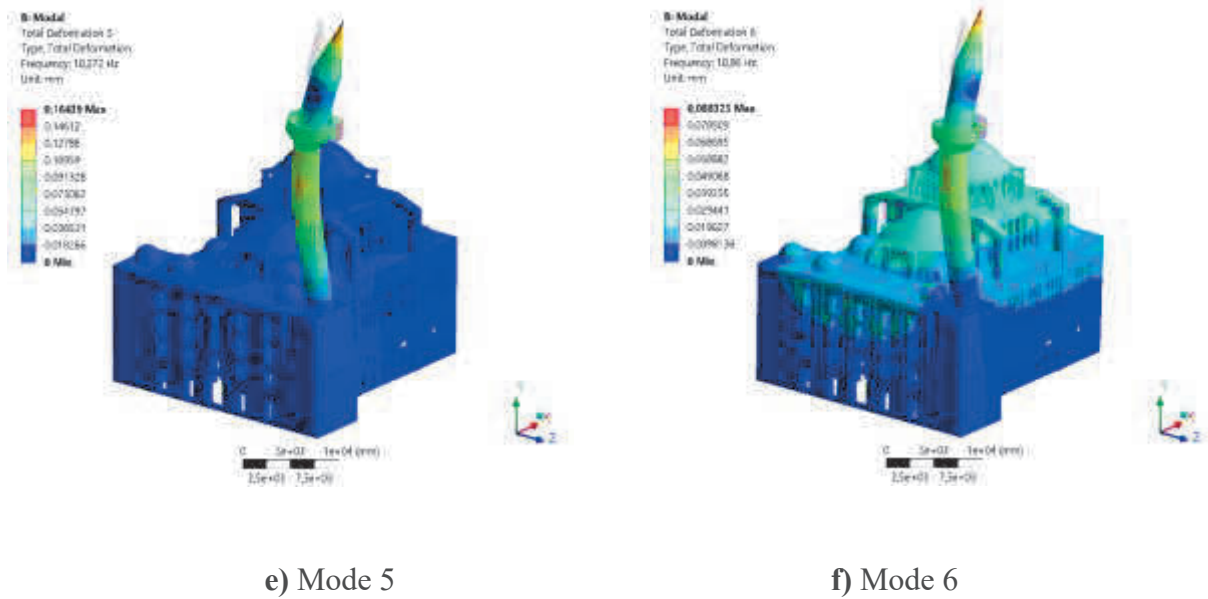 B: Modal
Total Deformation 5
Type: Total Deformation
Frequency: 10,272 Hz
Unit: mm
0,16439 Max
0,14612
0,12786
0,10959
0,091328
0,073062
0,054797
0,036531
0,018266
0 Min
0 5e+03 1e+04 (mm)
2,5e+03 7,5e+03
Y
X
Z
e) Mode 5
B: Modal
Total Deformation 6
Type: Total Deformation
Frequency: 10,86 Hz
Unit: mm
0,088323 Max
0,078509
0,068695
0,058882
0,049068
0,039255
0,029441
0,019627
0,0098136
0 Min
0 5e+03 1e+04 (mm)
2,5e+03 7,5e+03
Y
X
Z
f) Mode 6